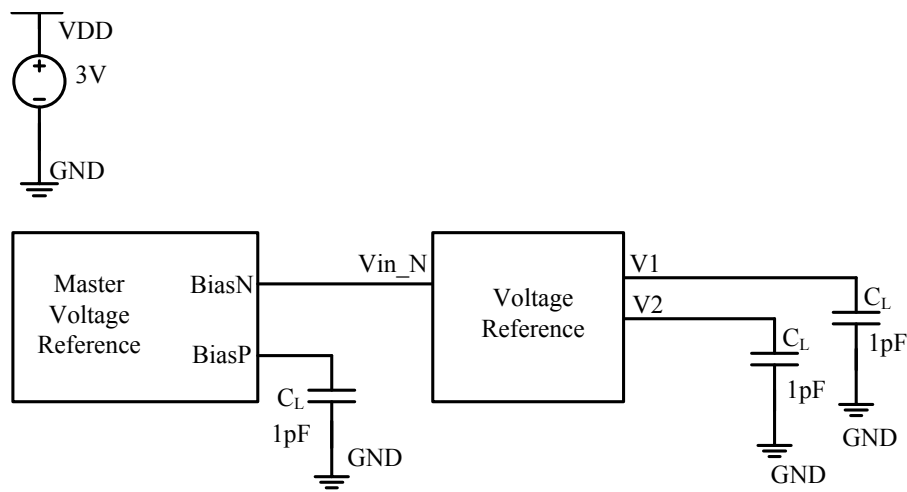 VDD
3V
GND
Master
Voltage
Reference
BiasN
BiasP
Vin_N
Voltage
Reference
V1
V2
CL
1pF
GND
CL
1pF
GND
CL
1pF
GND